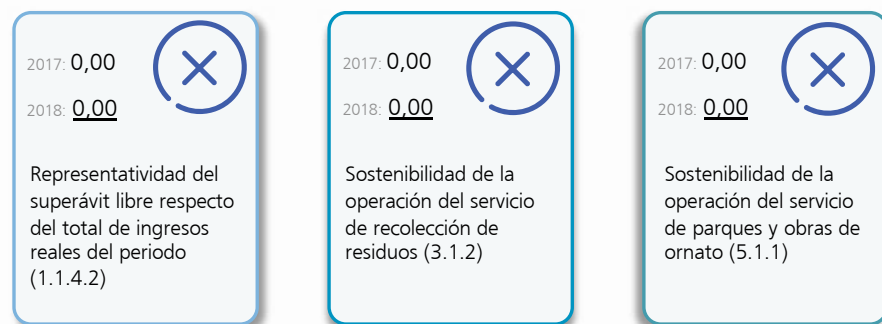 2017: 0,00
2018: 0,00
Representatividad del
superávit libre respecto
del total de ingresos
reales del periodo
(1.1.4.2)
2017: 0,00
2018: 0,00
Sostenibilidad de la
operación del servicio
de recolección de
residuos (3.1.2)
2017: 0,00
2018: 0,00
Sostenibilidad de la
operación del servicio
de parques y obras de
ornato (5.1.1)